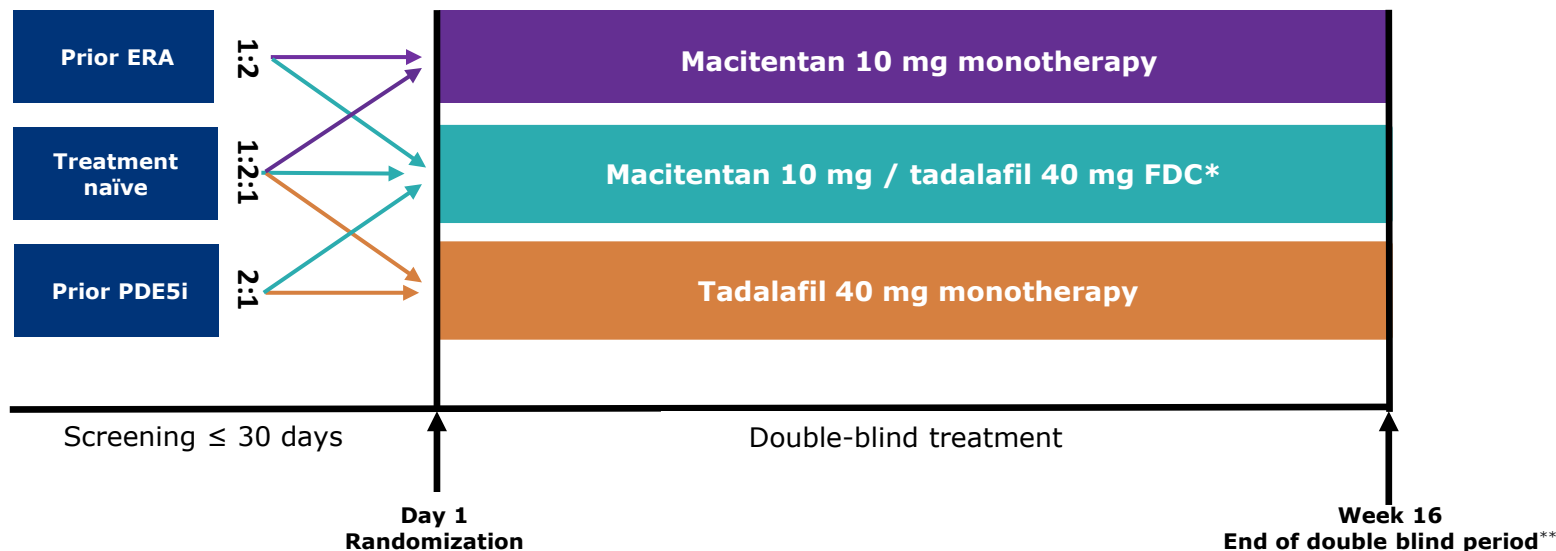 Prior ERA
1:2
Macitentan 10 mg monotherapy
Treatment
naïve
1:2:1
Macitentan 10 mg / tadalafil 40 mg FDC*
Prior PDE5i
2:1
Tadalafil 40 mg monotherapy
Screening ≤ 30 days
Double-blind treatment
Day 1
Randomization
Week 16
End of double blind period**